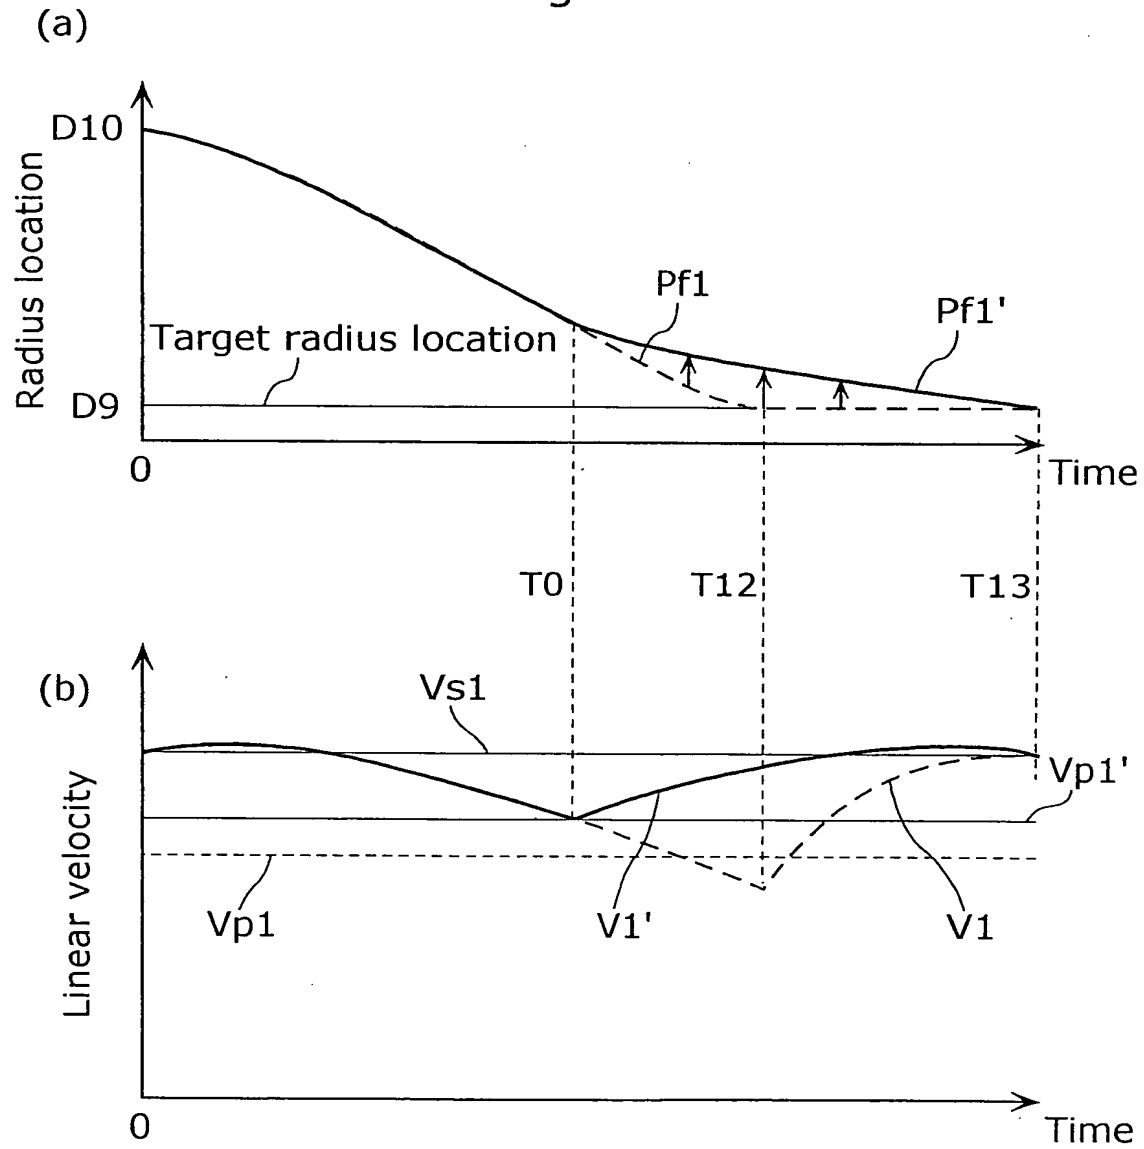 (a)
D10
Radius location
Pf1
Pf1'
Target radius location
D9
0
Time
T0
T12
T13
(b)
Vs1
Vp1'
Linear velocity
Vp1
V1'
V1
0
Time